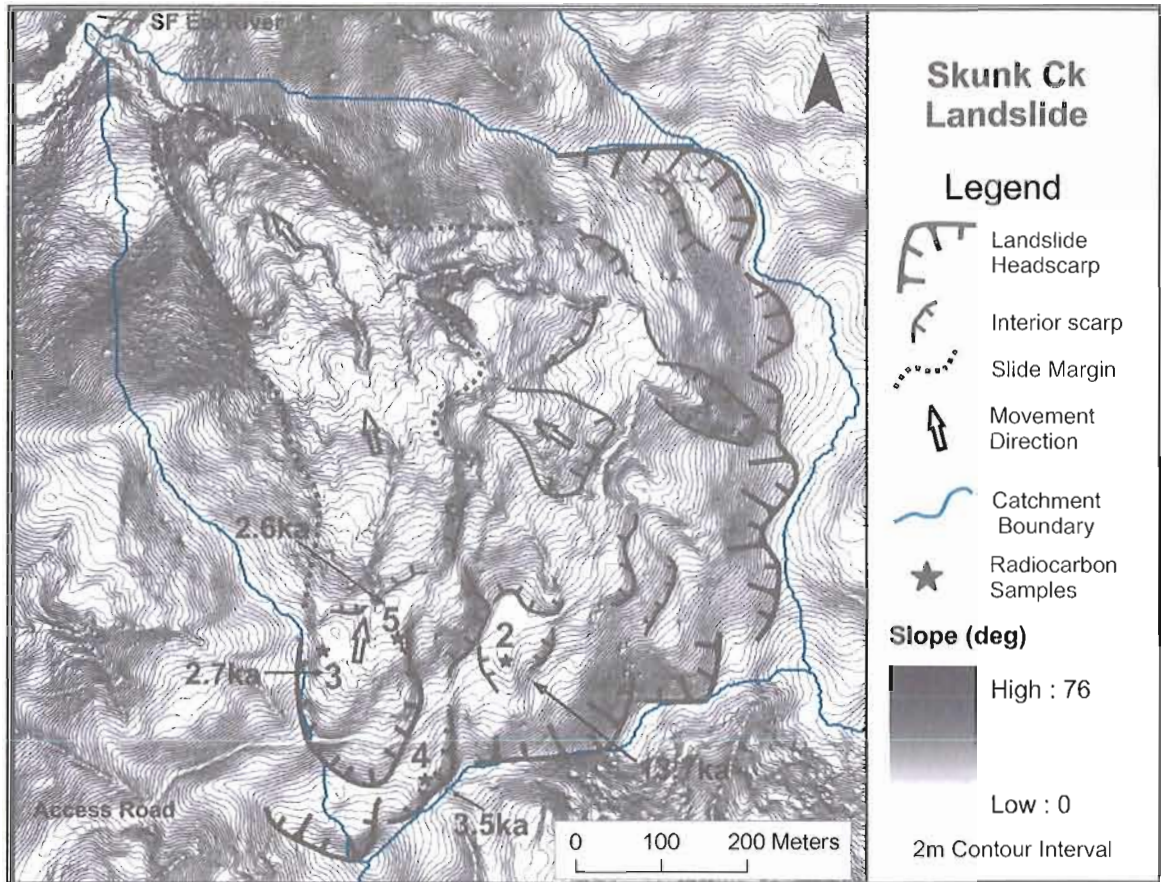 SF Eel River
N
2.6ka
5
2
2.7ka
3
4
13.7ka
Access Road
3.5ka
0 100 200 Meters
Skunk Ck
Landslide
Legend
Landslide
Headscarp
Interior scarp
Slide Margin
Movement
Direction
Catchment
Boundary
Radiocarbon
Samples
Slope (deg)
High : 76
Low : 0
2m Contour Interval